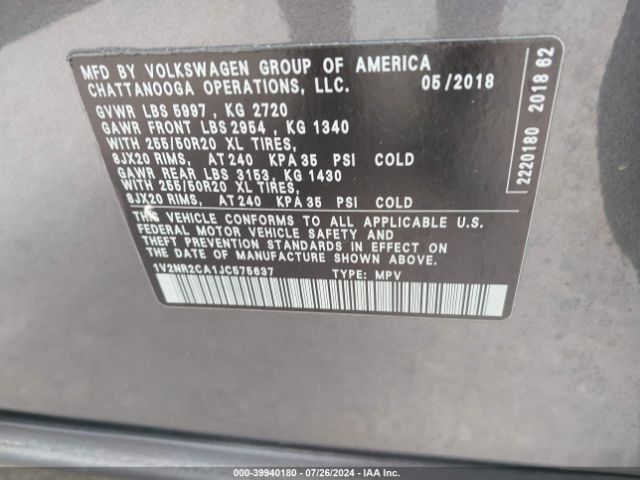 MFD BY VOLKSWAGEN GROUP OF AMERICA
CHATTANOOGA OPERATIONS, LLC. 05/2018
GVWR LBS 5997 , KG 2720
GAWR FRONT LBS 2954 , KG 1340
WITH 255/50R20 XL TIRES,
8JX20 RIMS, AT 240 KPA 35 PSI COLD
GAWR REAR LBS 3153, KG 1430
WITH 255/50R20 XL TIRES,
8JX20 RIMS, AT 240 KPA 35 PSI COLD
THIS VEHICLE CONFORMS TO ALL APPLICABLE U.S.
FEDERAL MOTOR VEHICLE SAFETY AND
THEFT PREVENTION STANDARDS IN EFFECT ON
THE DATE OF MANUFACTURE SHOWN ABOVE
1V2NR2CA1JC575637 TYPE: MPV
2220180 2018 62
000-39940180 - 07/26/2024 - IAA Inc.